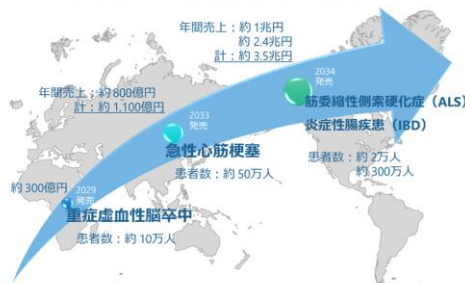 年間売上：約1兆円
約2.4兆円
計：約3.5兆円
年間売上：約800億円
計：約1,100億円
2034
発売
筋委縮性側索硬化症（ALS）
炎症性腸疾患（IBD）
患者数：約2万人
約300万人
2033
発売
急性心筋梗塞
患者数：約50万人
約300億円
2029
発売
重症虚血性脳卒中
患者数：約10万人